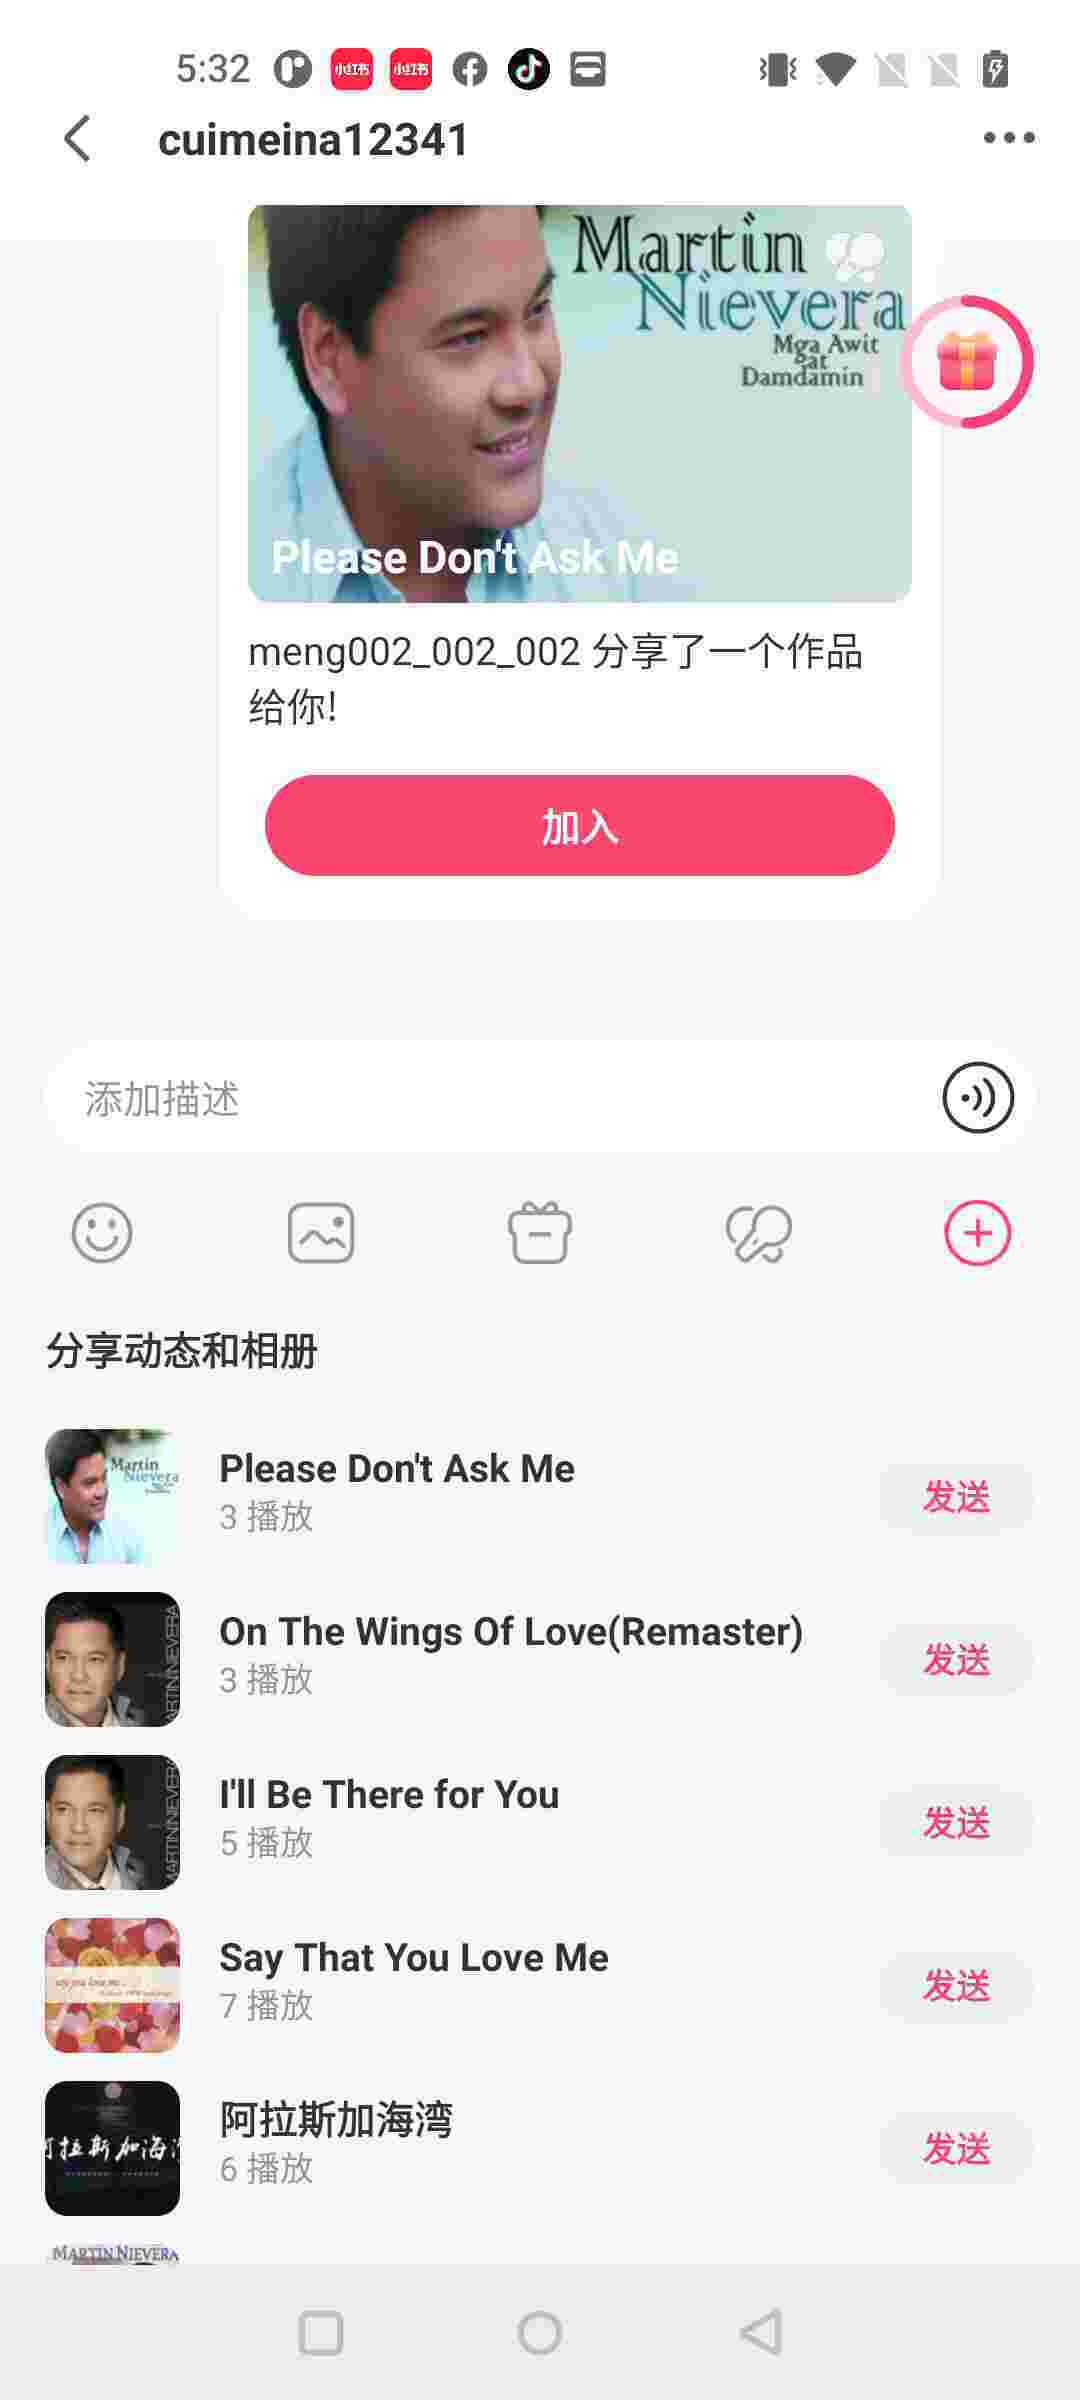 5:32
小红书
小红书
cuimeina12341
Martin
Nievera
Mga Awit
ṅgat
Damdamin
Please Don't Ask Me
meng002_002_002 分享了一个作品
给你!
加入
添加描述
分享动态和相册
Martin
Nievera
Please Don't Ask Me
3 播放
发送
MARTIN NIEVERA
On The Wings Of Love(Remaster)
3 播放
发送
MARTIN NIEVERA
I'll Be There for You
5 播放
发送
say you love me...
Say That You Love Me
7 播放
发送
阿拉斯加海湾
阿拉斯加海湾
6 播放
发送
MARTIN NIEVERA